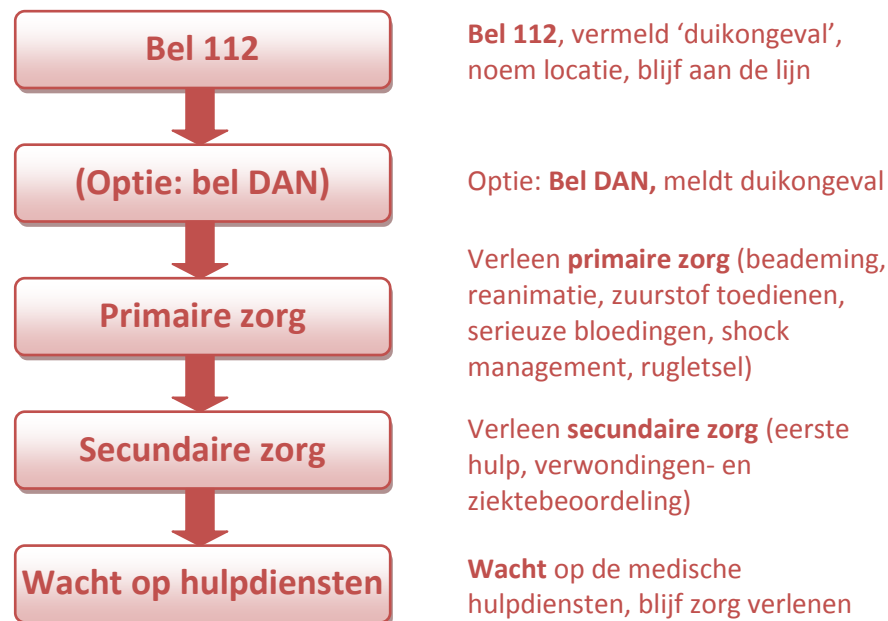 Bel 112
Bel 112, vermeld ‘duikongeval’,
noem locatie, blijf aan de lijn
(Optie: bel DAN)
Optie: Bel DAN, meldt duikongeval
Primaire zorg
Verleen primaire zorg (beademing,
reanimatie, zuurstof toedienen,
serieuze bloedingen, shock
management, rugletsel)
Secundaire zorg
Verleen secundaire zorg (eerste
hulp, verwondingen- en
ziektebeoordeling)
Wacht op hulpdiensten
Wacht op de medische
hulpdiensten, blijf zorg verlenen